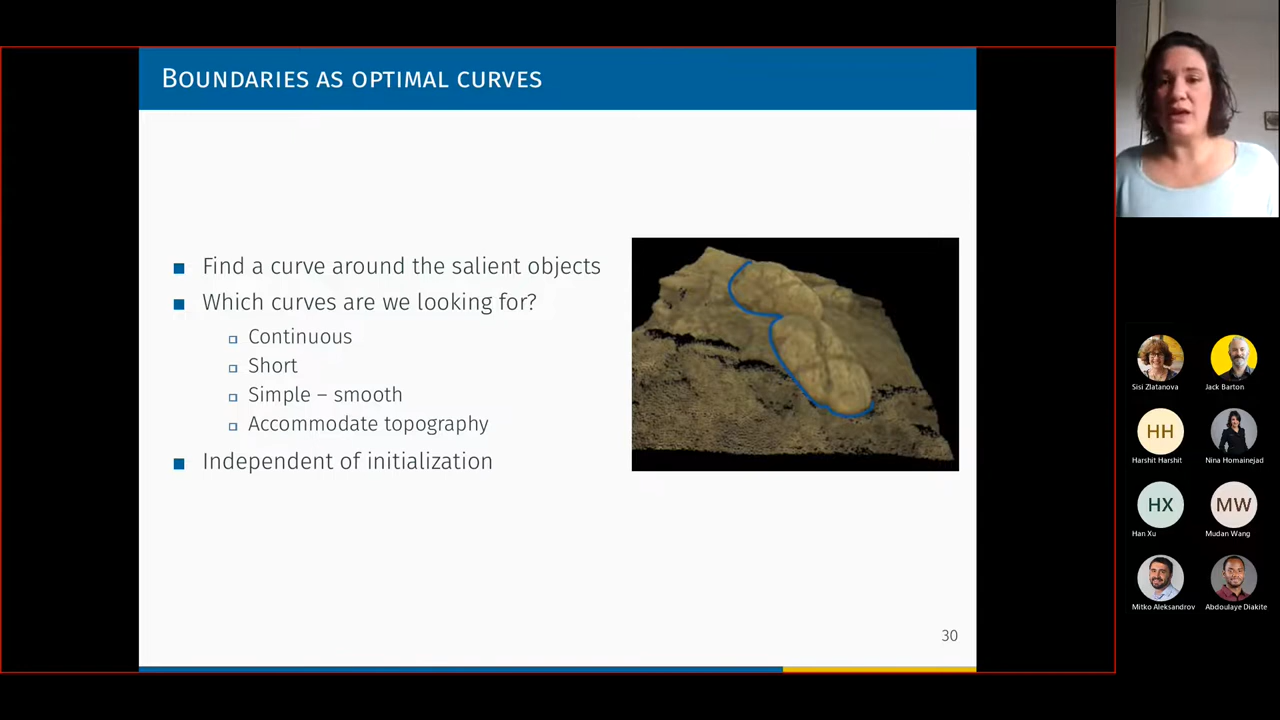 Boundaries as optimal curves
Find a curve around the salient objects
Which curves are we looking for?
Continuous
Short
Simple – smooth
Accommodate topography
Independent of initialization
30
Sisi Zlatanova
Jack Barton
HH
Harshit Harshit
Nina Homainejad
HX
Han Xu
MW
Mudan Wang
Mitko Aleksandrov
Abdoulaye Diakite